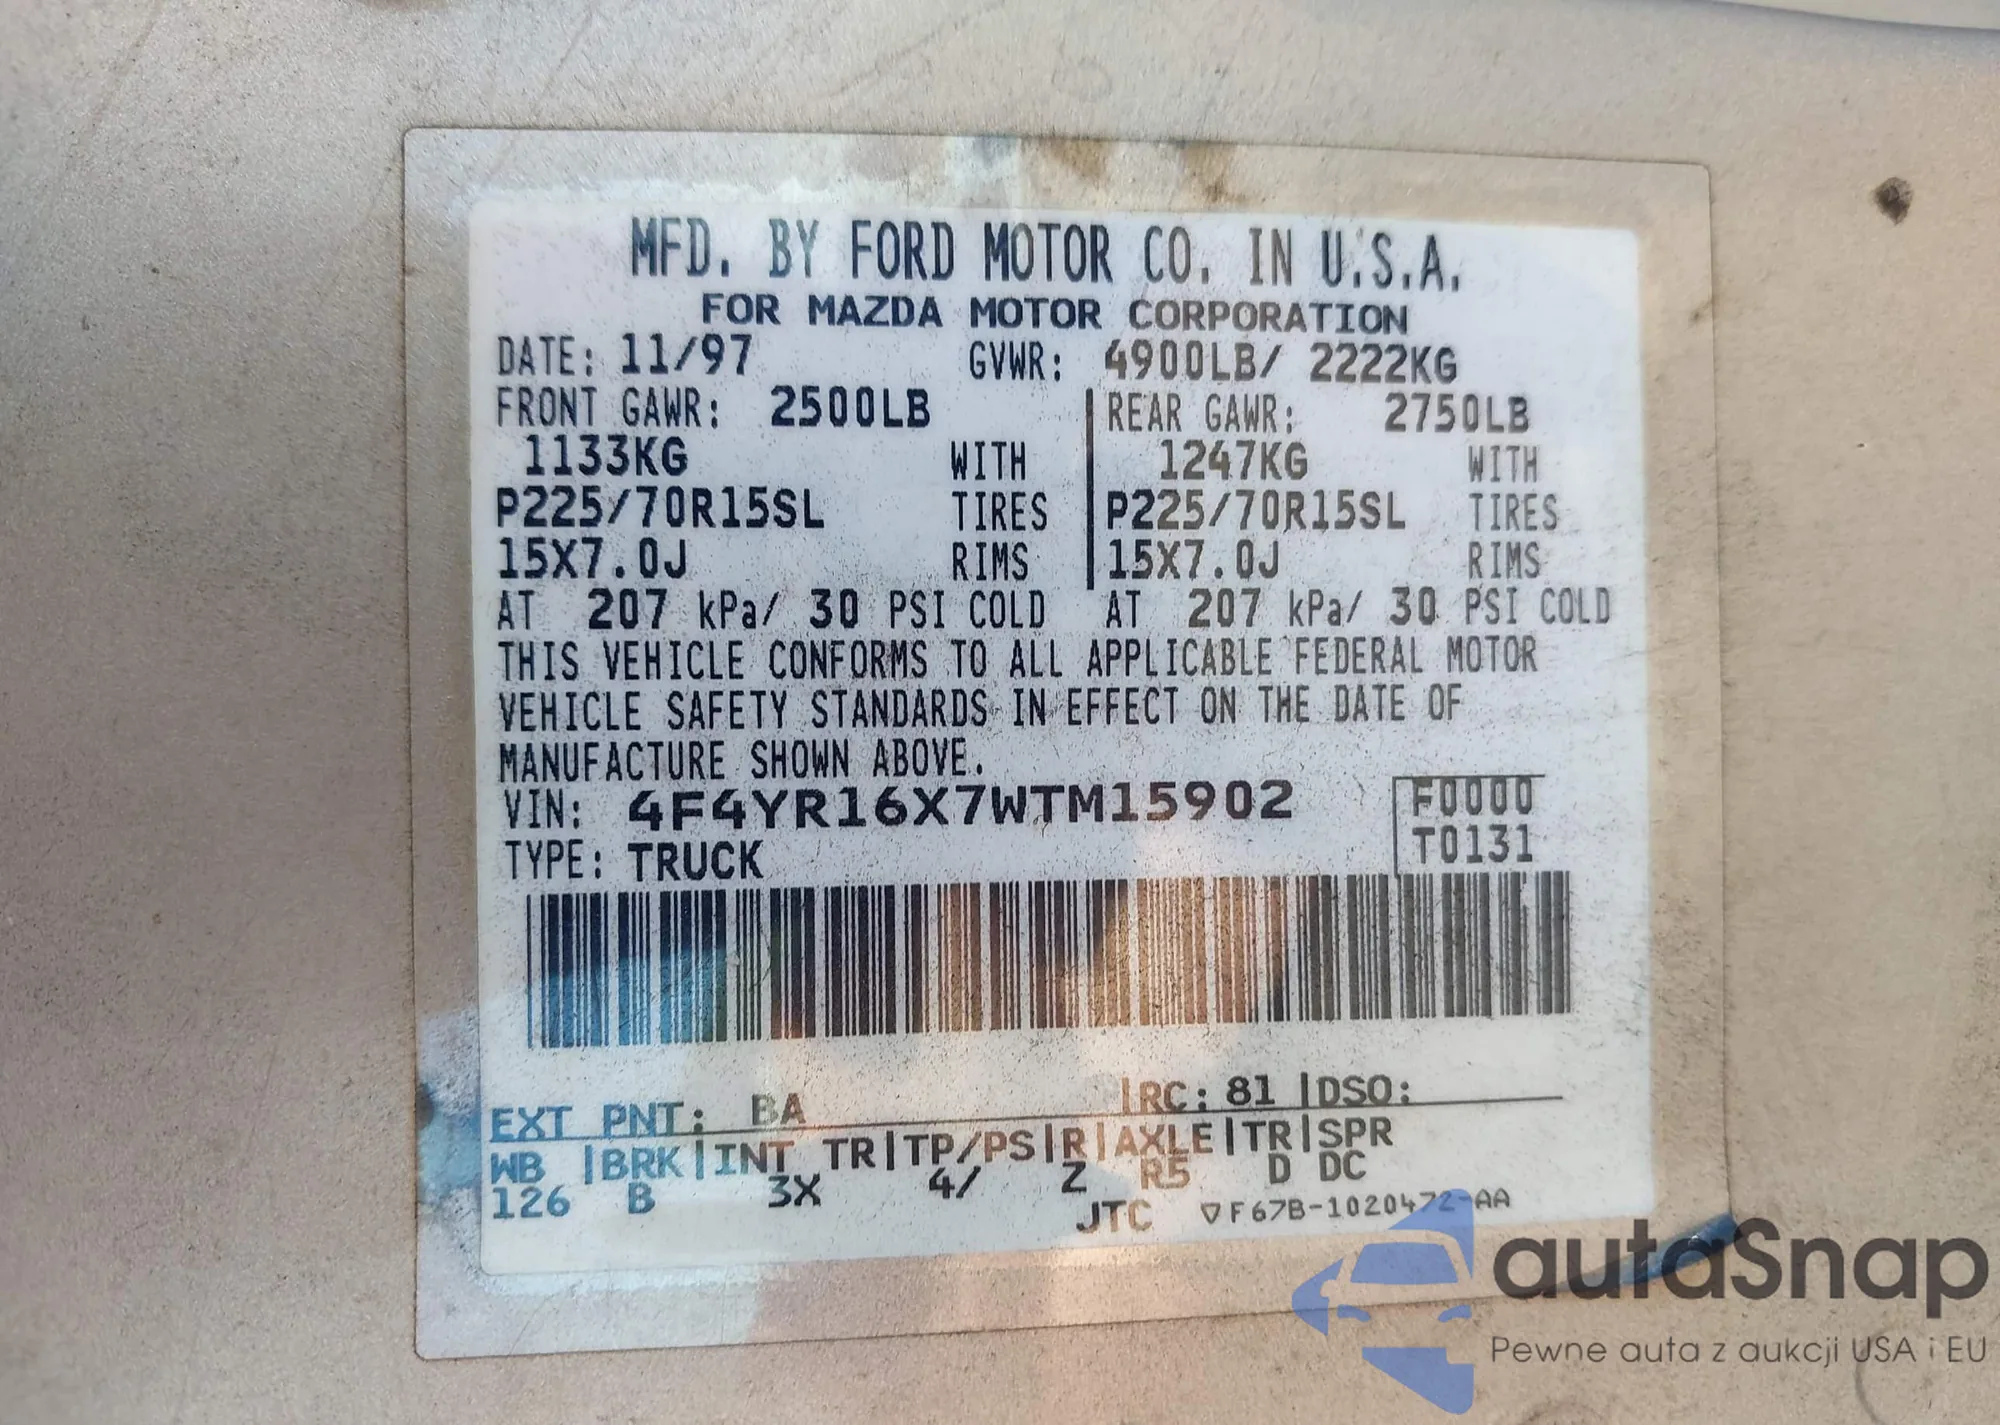 MFD. BY FORD MOTOR CO. IN U.S.A.
FOR MAZDA MOTOR CORPORATION
DATE: 11/97 GVWR: 4900LB/ 2222KG
FRONT GAWR: 2500LB REAR GAWR: 2750LB
1133KG WITH 1247KG WITH
P225/70R15SL TIRES P225/70R15SL TIRES
15X7.0J RIMS 15X7.0J RIMS
AT 207 kPa/ 30 PSI COLD AT 207 kPa/ 30 PSI COLD
THIS VEHICLE CONFORMS TO ALL APPLICABLE FEDERAL MOTOR
VEHICLE SAFETY STANDARDS IN EFFECT ON THE DATE OF
MANUFACTURE SHOWN ABOVE.
VIN: 4F4YR16X7WTM15902 F0000
TYPE: TRUCK T0131
EXT PNT: BA |RC: 81 |DSO:
WB |BRK|INT TR|TP/PS|R|AXLE|TR|SPR
126 B 3X 4/ Z R5 D DC
JTC ▽F67B-1020472-AA
autaSnap
Pewne auta z aukcji USA i EU